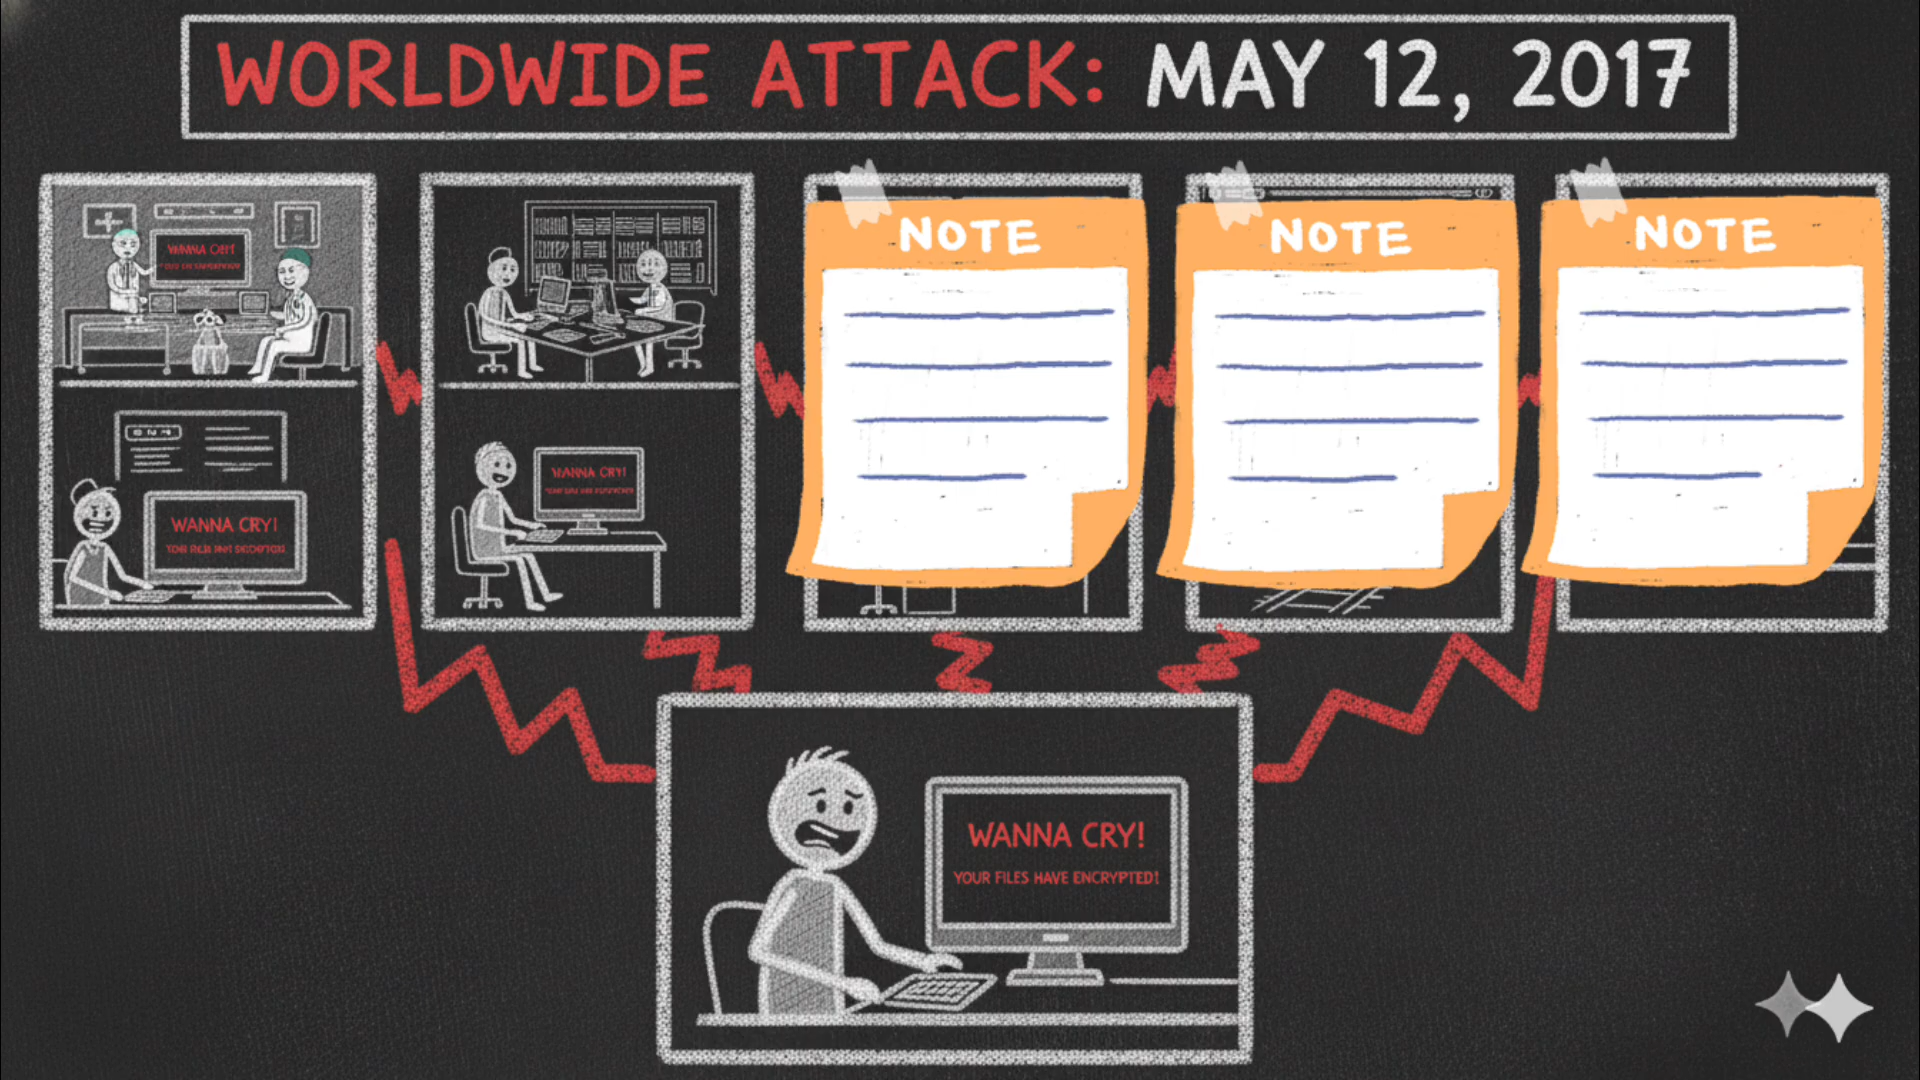 WORLDWIDE ATTACK: MAY 12, 2017
WANNA CRY!
WANNA CRY!
WANNA CRY!
NOTE
NOTE
NOTE
WANNA CRY!
YOUR FILES HAVE ENCRYPTED!